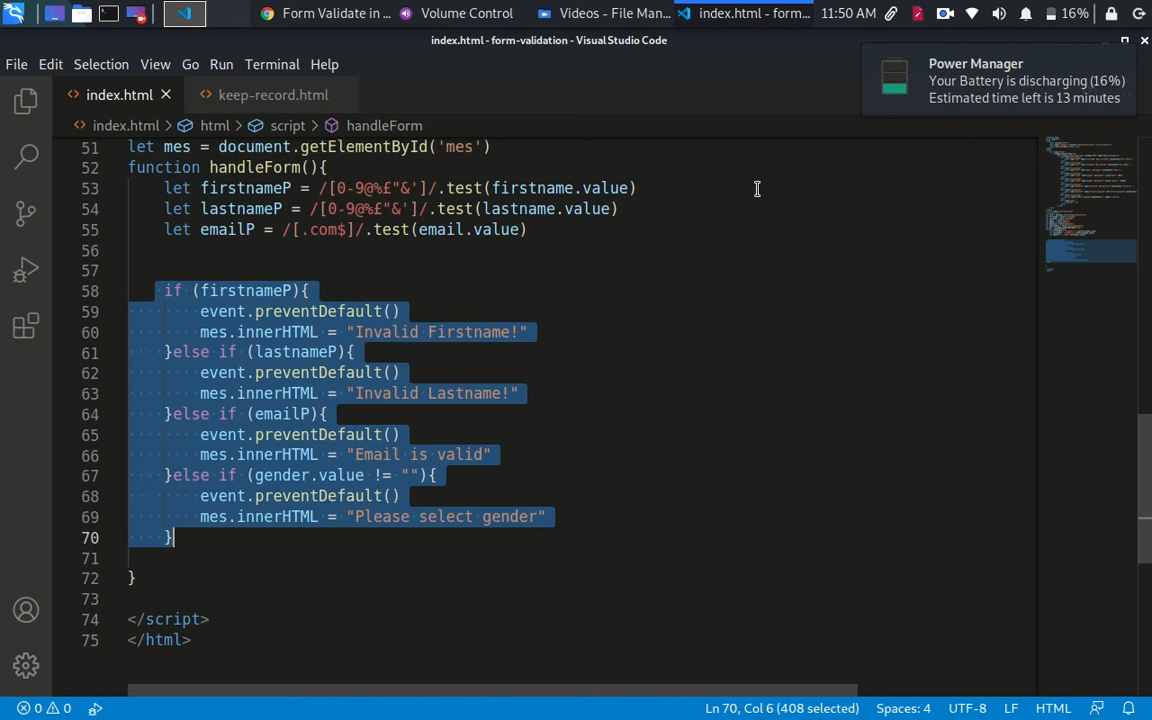 Form Validate in ...
Volume Control
Videos - File Man...
index.html - form...
11:50 AM
16%
index.html - form-validation - Visual Studio Code
File Edit Selection View Go Run Terminal Help
Power Manager
Your Battery is discharging (16%)
Estimated time left is 13 minutes
<> index.html ×
<> keep-record.html
<> index.html > html > script > handleForm
51 let mes = document.getElementById('mes')
52 function handleForm(){
53 let firstnameP = /[0-9@%£"&']/.test(firstname.value)
54 let lastnameP = /[0-9@%£"&']/.test(lastname.value)
55 let emailP = /[.com$]/.test(email.value)
56
57
58 if (firstnameP){
59 event.preventDefault()
60 mes.innerHTML = "Invalid Firstname!"
61 }else if (lastnameP){
62 event.preventDefault()
63 mes.innerHTML = "Invalid Lastname!"
64 }else if (emailP){
65 event.preventDefault()
66 mes.innerHTML = "Email is valid"
67 }else if (gender.value != ""){
68 event.preventDefault()
69 mes.innerHTML = "Please select gender"
70 }
71
72 }
73
74 </script>
75 </html>
0 0
Ln 70, Col 6 (408 selected) Spaces: 4 UTF-8 LF HTML